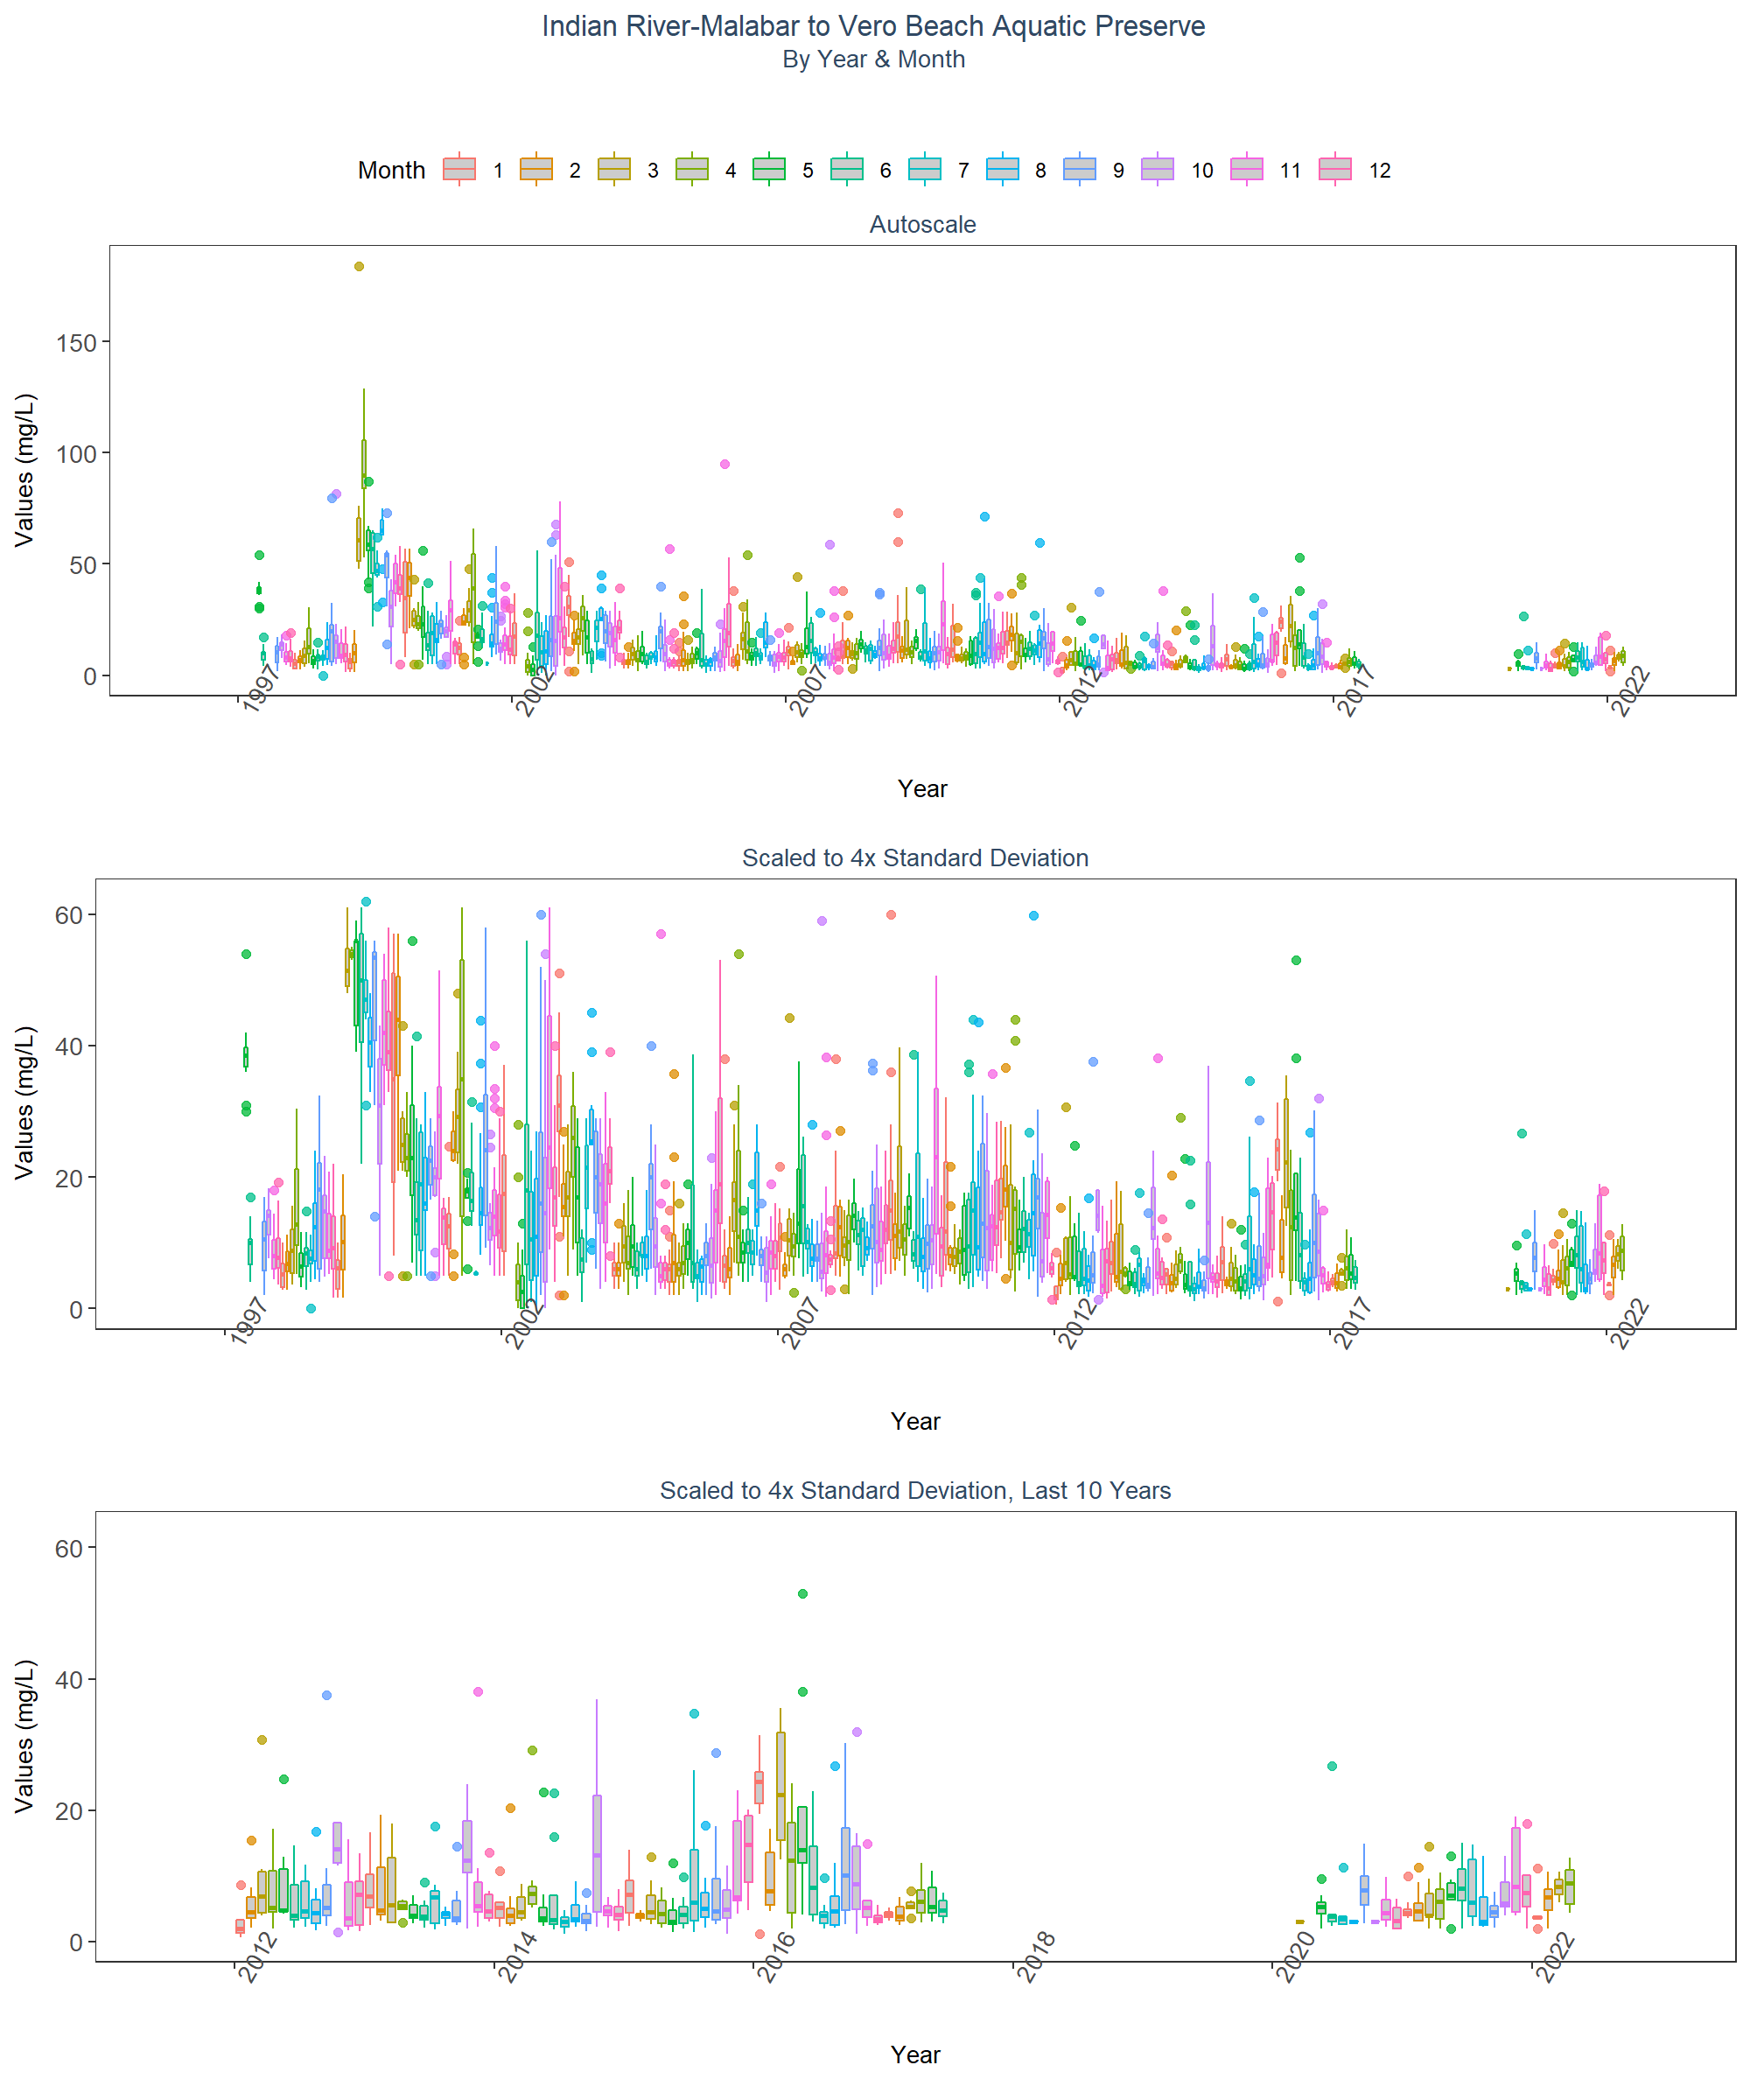 Indian River-Malabar to Vero Beach Aquatic Preserve
By Year & Month
Month 1 2 3 4 5 6 7 8 9 10 11 12
Autoscale
Values (mg/L)
150
100
50
0
1997 2002 2007 2012 2017 2022
Year
Scaled to 4x Standard Deviation
Values (mg/L)
60
40
20
0
1997 2002 2007 2012 2017 2022
Year
Scaled to 4x Standard Deviation, Last 10 Years
Values (mg/L)
60
40
20
0
2012 2014 2016 2018 2020 2022
Year